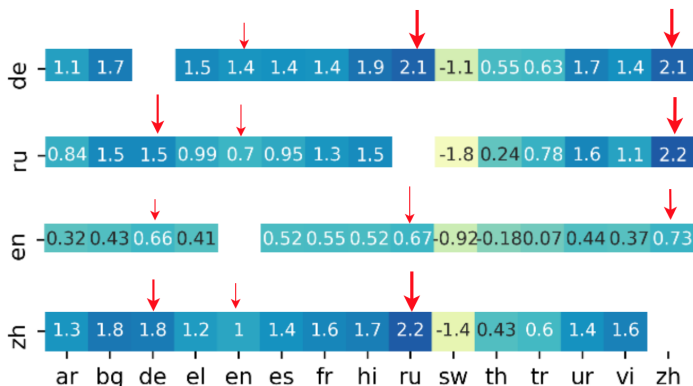 de 1.1 1.7 1.5 1.4 1.4 1.4 1.9 2.1 -1.1 0.55 0.63 1.7 1.4 2.1
ru 0.84 1.5 1.5 0.99 0.7 0.95 1.3 1.5 -1.8 0.24 0.78 1.6 1.1 2.2
en 0.32 0.43 0.66 0.41 0.52 0.55 0.52 0.67 -0.92 -0.18 0.07 0.44 0.37 0.73
zh 1.3 1.8 1.8 1.2 1 1.4 1.6 1.7 2.2 -1.4 0.43 0.6 1.4 1.6
ar bg de el en es fr hi ru sw th tr ur vi zh